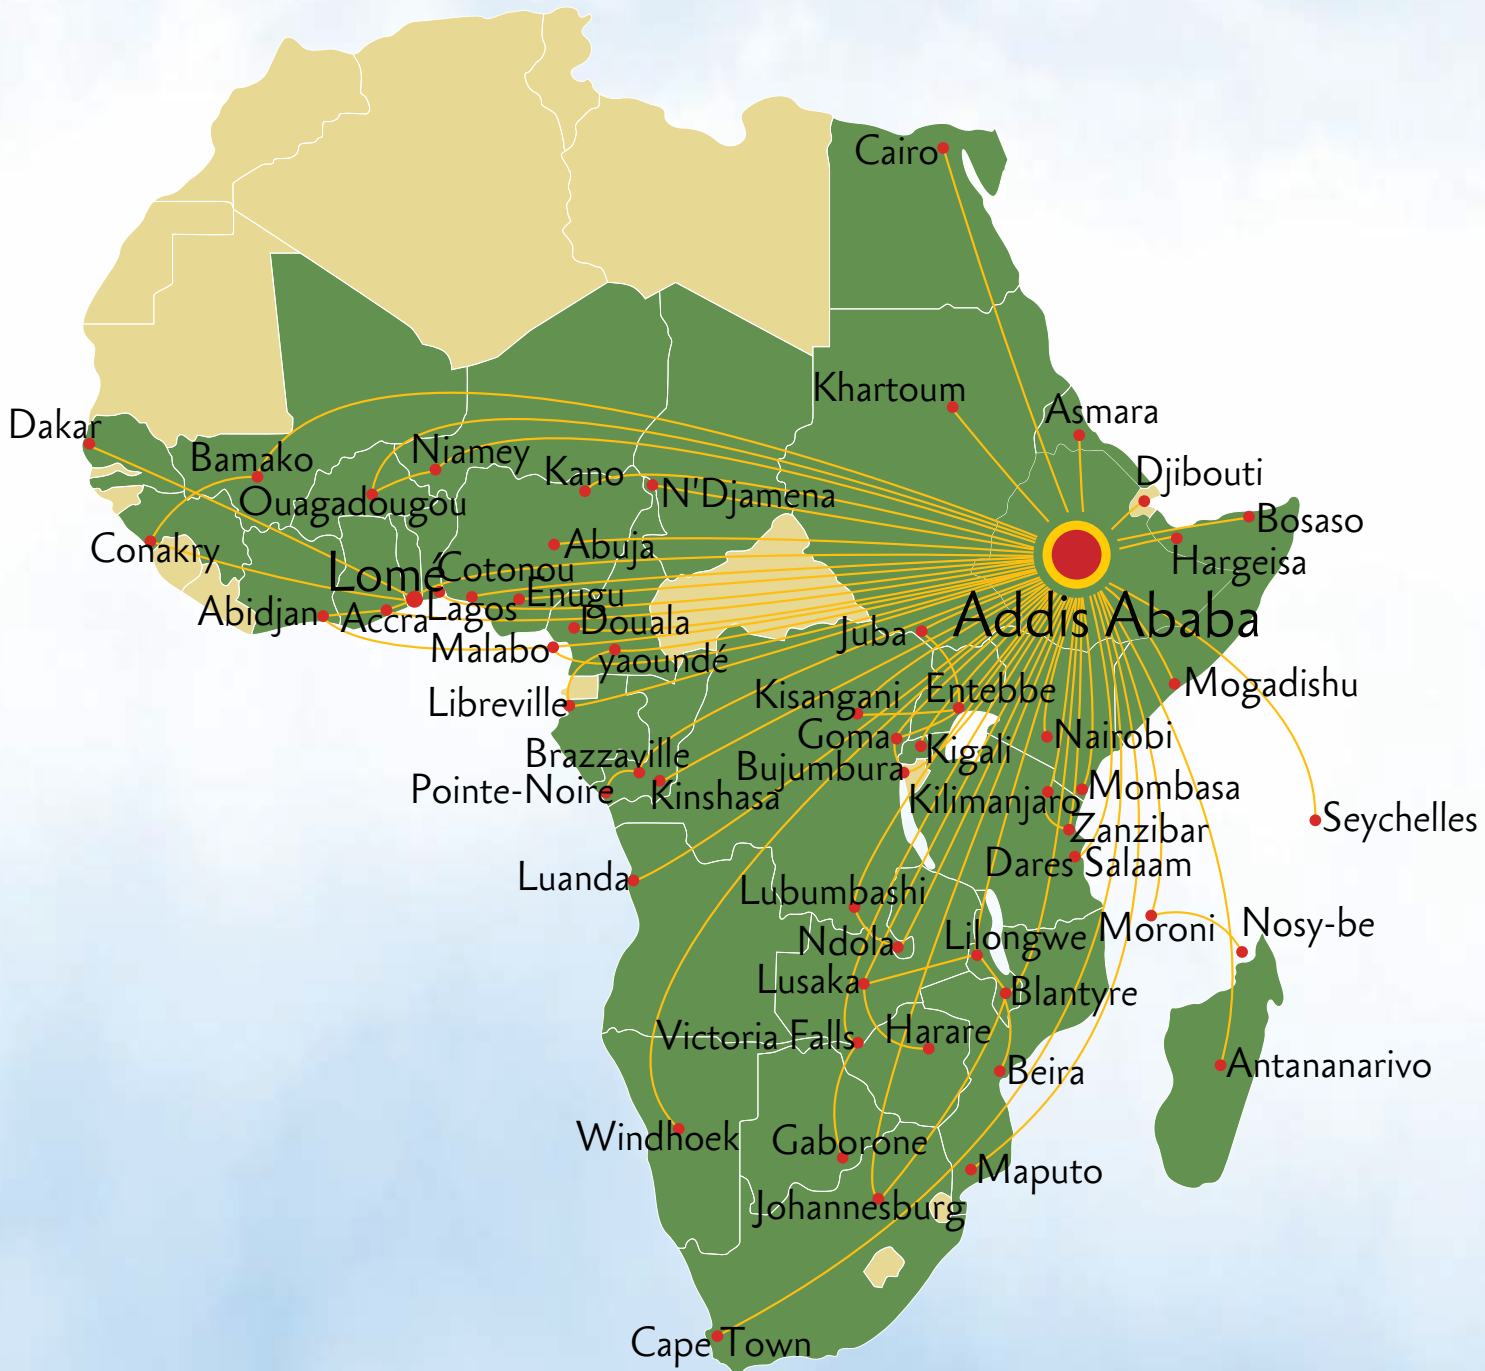 Cairo
Khartoum
Asmara
Dakar
Djibouti
Bamako
Niamey
Kano
N'Djamena
Ouagadougou
Bosaso
Conakry
Abuja
Hargeisa
Lomé
Cotonou
Enugu
Abidjan
Accra
Lagos
Addis Ababa
Douala
Juba
Malabo
yaoundé
Mogadishu
Libreville
Kisangani
Entebbe
Goma
Nairobi
Kigali
Brazzaville
Bujumbura
Pointe-Noire
Kinshasa
Kilimanjaro
Mombasa
Seychelles
Zanzibar
Dares Salaam
Luanda
Lubumbashi
Moroni
Nosy-be
Ndola
Lilongwe
Lusaka
Blantyre
Victoria Falls
Harare
Beira
Antananarivo
Windhoek
Gaborone
Maputo
Johannesburg
Cape Town